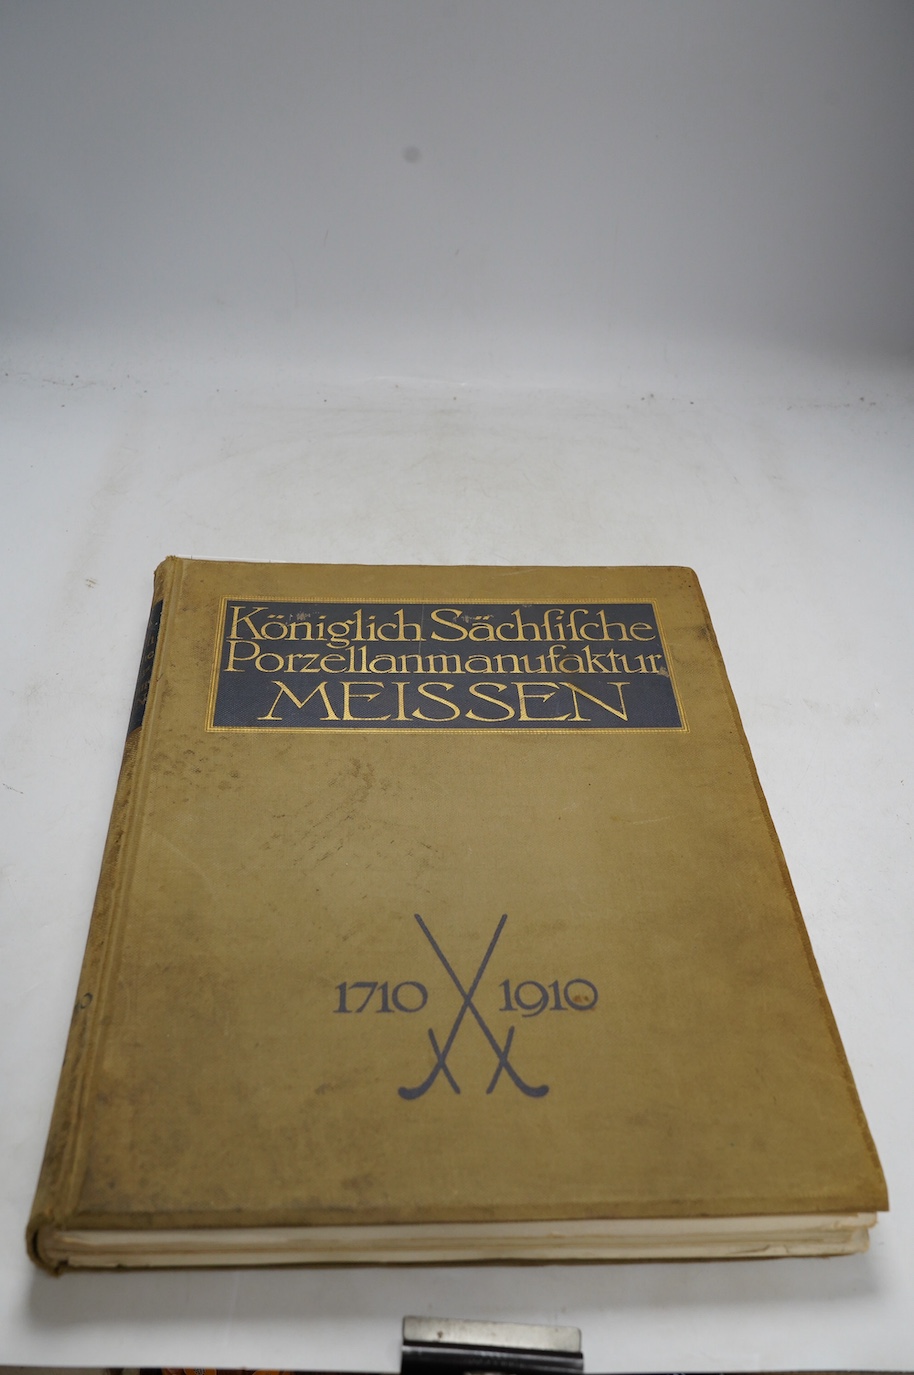 Königlich Sächſiſche
Porzellanmanufaktur
MEISSEN
1710 1910